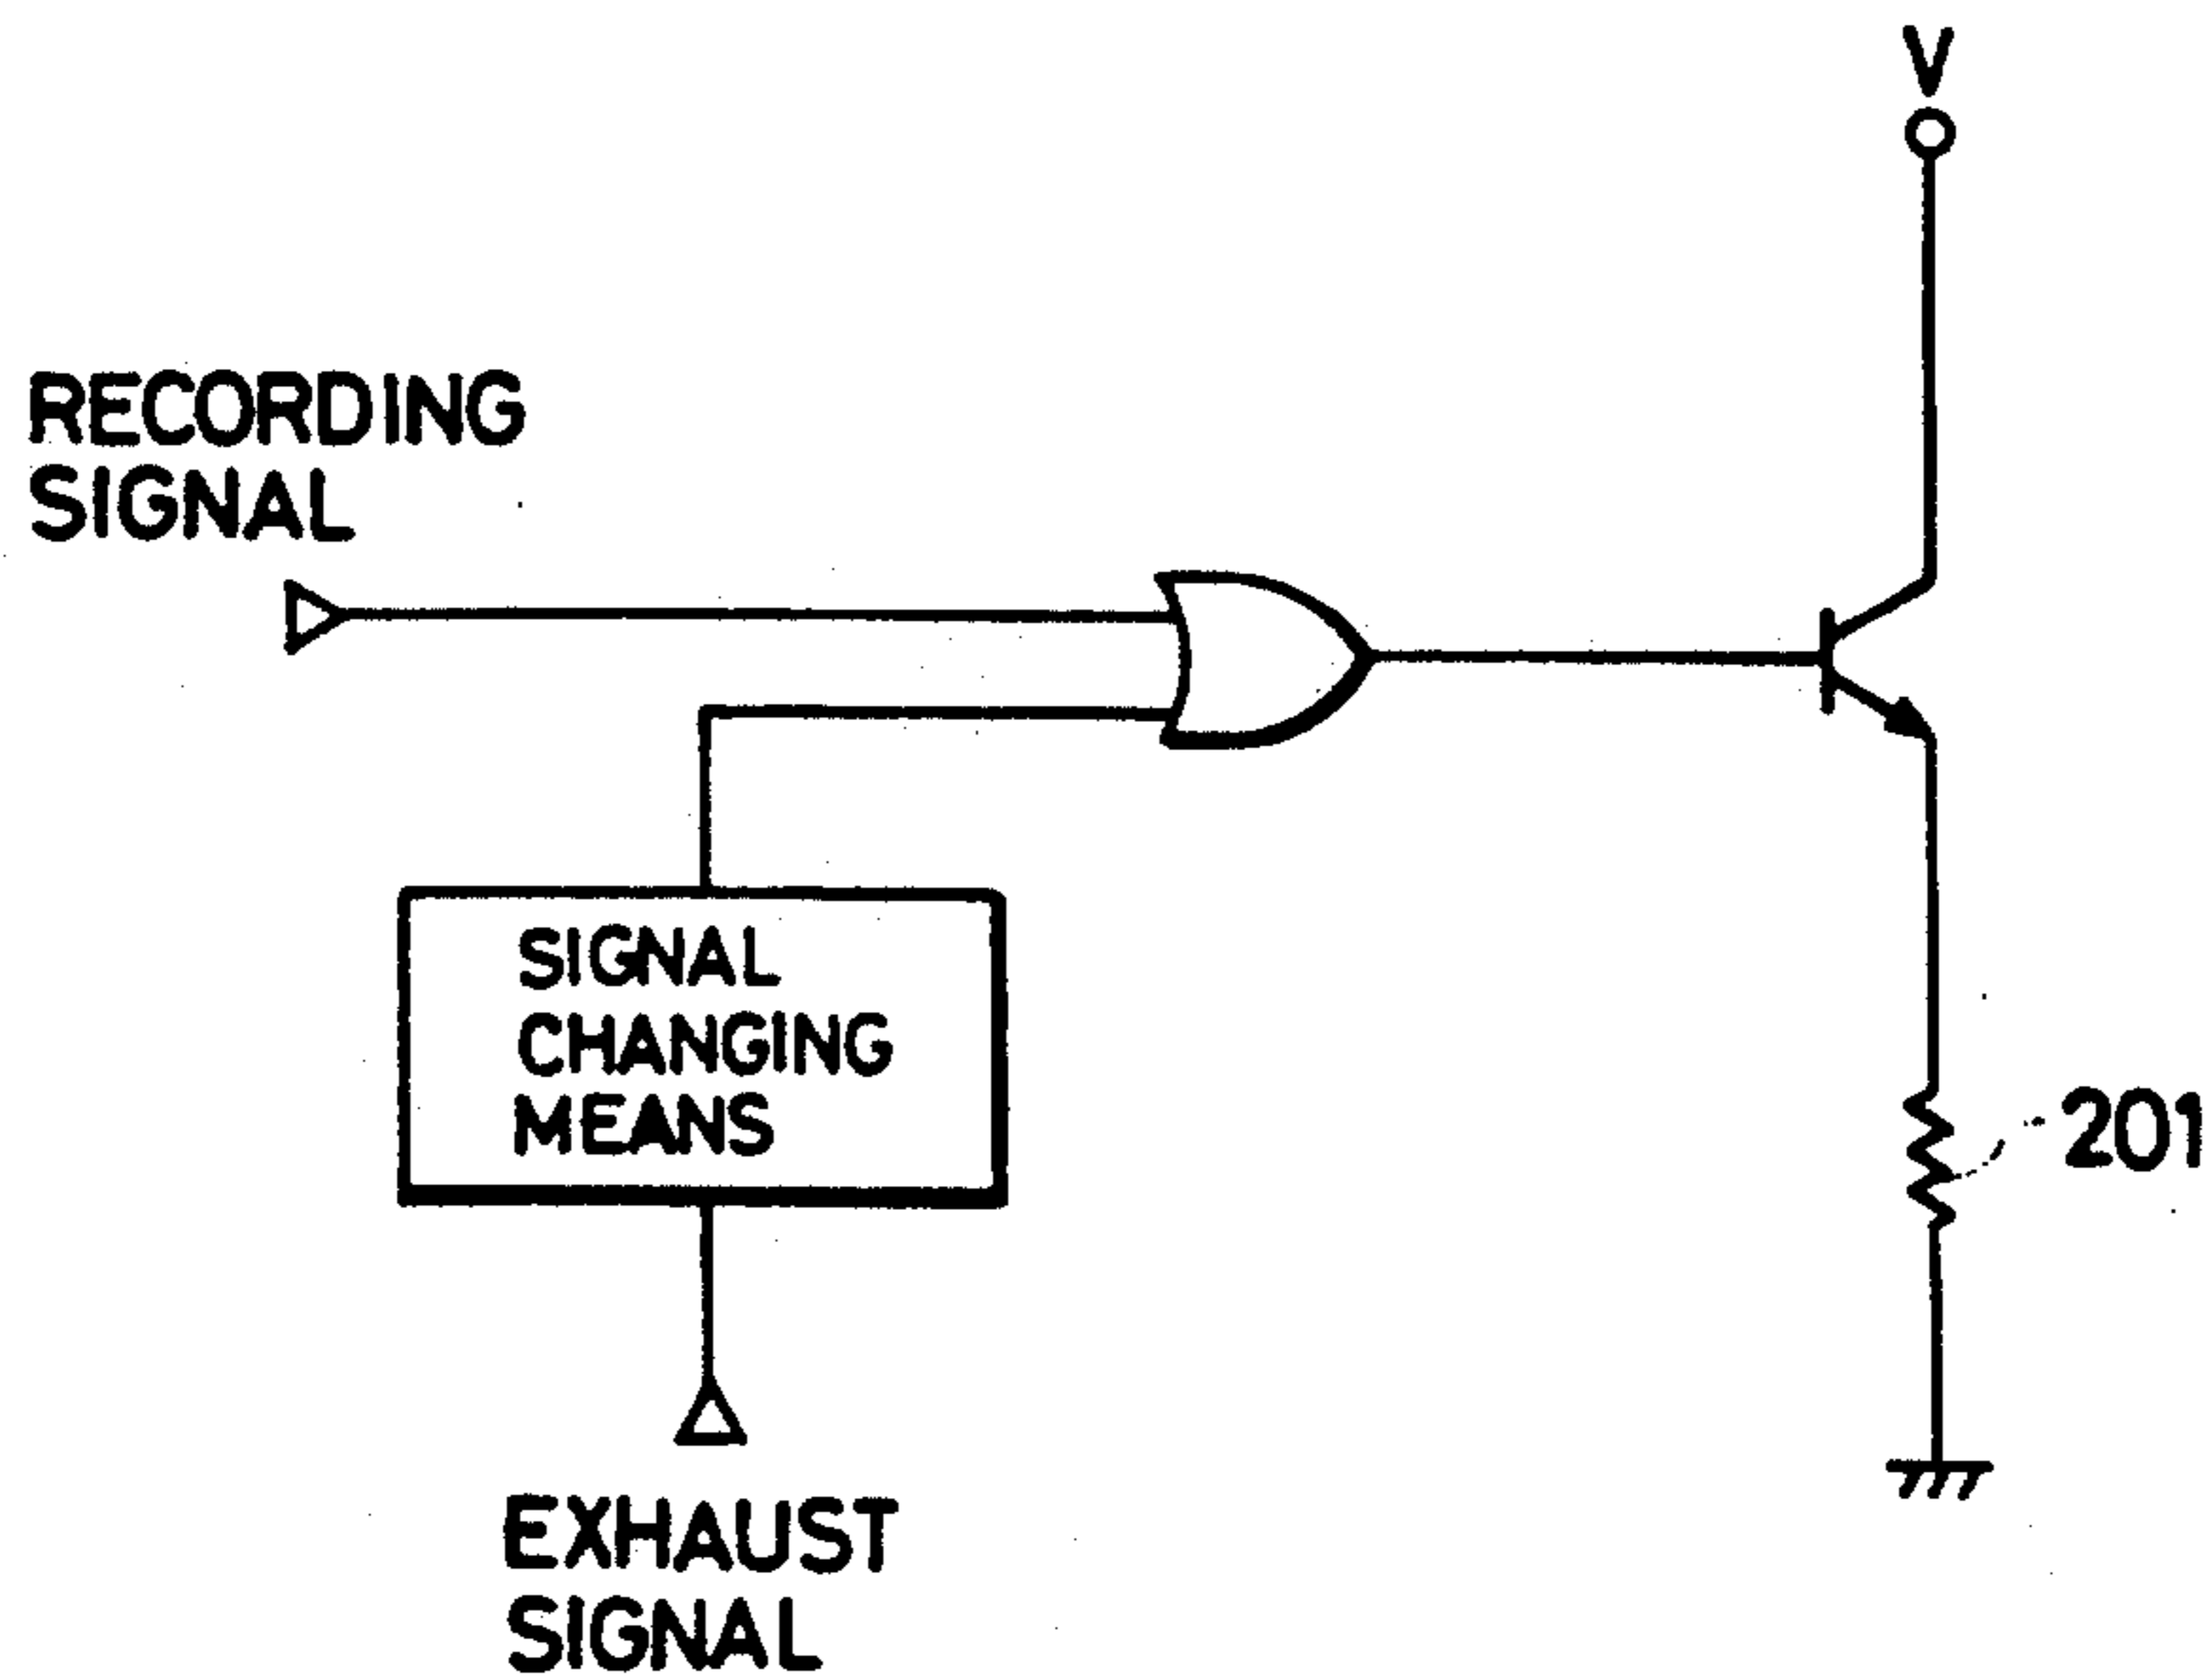 V
RECORDING
SIGNAL
SIGNAL
CHANGING
MEANS
201
EXHAUST
SIGNAL